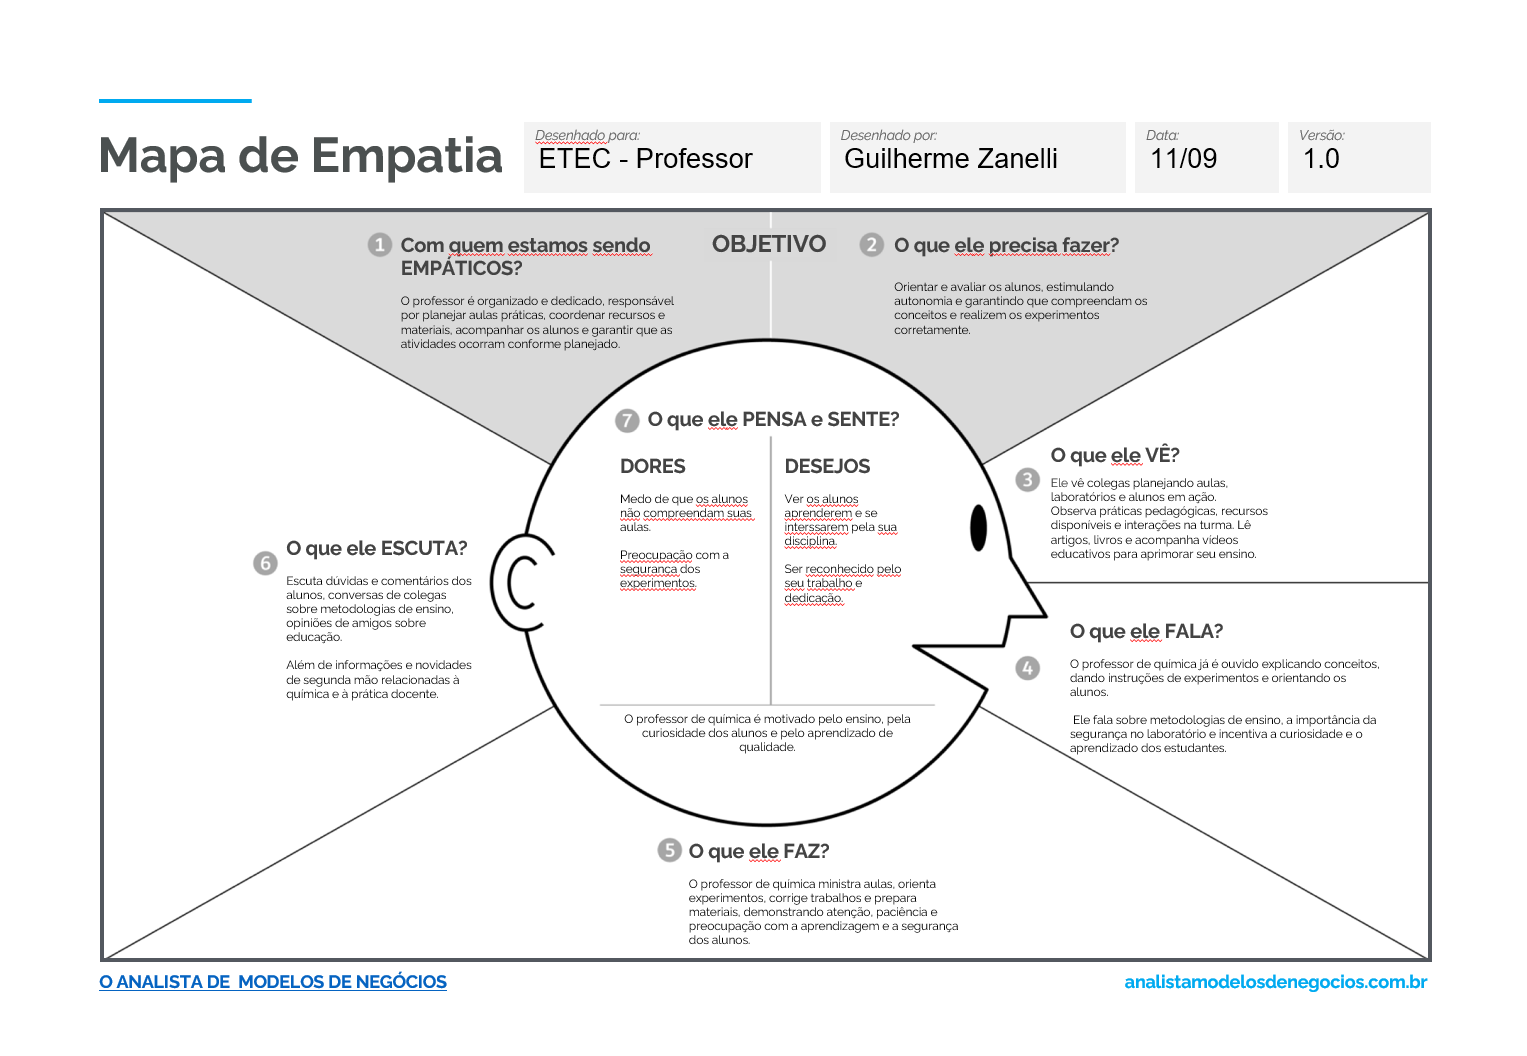 Mapa de Empatia
Desenhado para:
ETEC - Professor
Desenhado por:
Guilherme Zanelli
Data:
11/09
Versão:
1.0
1 Com quem estamos sendo
EMPÁTICOS?
O professor é organizado e dedicado, responsável
por planejar aulas práticas, coordenar recursos e
materiais, acompanhar os alunos e garantir que as
atividades ocorram conforme planejado.
OBJETIVO
2 O que ele precisa fazer?
Orientar e avaliar os alunos, estimulando
autonomia e garantindo que compreendam os
conceitos e realizem os experimentos
corretamente.
3 O que ele VÊ?
Ele vê colegas planejando aulas,
laboratórios e alunos em ação.
Observa práticas pedagógicas, recursos
disponíveis e interações na turma. Lê
artigos, livros e acompanha vídeos
educativos para aprimorar seu ensino.
4 O que ele FALA?
O professor de química já é ouvido explicando conceitos,
dando instruções de experimentos e orientando os
alunos.
Ele fala sobre metodologias de ensino, a importância da
segurança no laboratório e incentiva a curiosidade e o
aprendizado dos estudantes.
5 O que ele FAZ?
O professor de química ministra aulas, orienta
experimentos, corrige trabalhos e prepara
materiais, demonstrando atenção, paciência e
preocupação com a aprendizagem e a segurança
dos alunos.
6 O que ele ESCUTA?
Escuta dúvidas e comentários dos
alunos, conversas de colegas
sobre metodologias de ensino,
opiniões de amigos sobre
educação.
Além de informações e novidades
de segunda mão relacionadas à
química e à prática docente.
7 O que ele PENSA e SENTE?
DORES
Medo de que os alunos
não compreendam suas
aulas.
Preocupação com a
segurança dos
experimentos.
DESEJOS
Ver os alunos
aprenderem e se
interssarem pela sua
disciplina.
Ser reconhecido pelo
seu trabalho e
dedicação.
O professor de química é motivado pelo ensino, pela
curiosidade dos alunos e pelo aprendizado de
qualidade.
O ANALISTA DE  MODELOS DE NEGÓCIOS
analistamodelosdenegocios.com.br